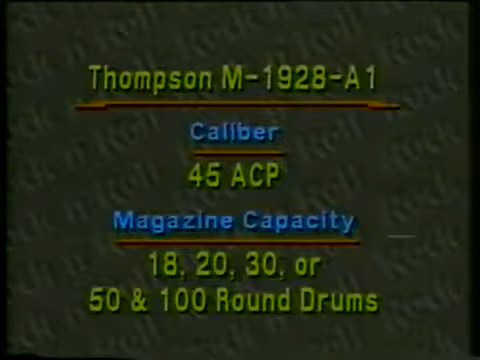 Thompson M-1928-A1
Caliber
45 ACP
Magazine Capacity
18, 20, 30, or
50 & 100 Round Drums